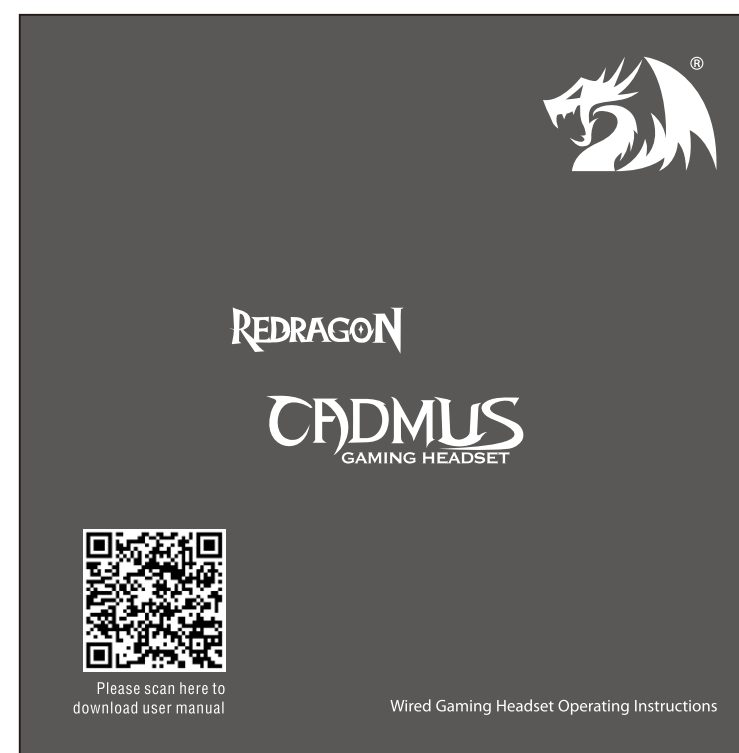 ®
REDRAGON
CADMUS
GAMING HEADSET
Please scan here to
download user manual
Wired Gaming Headset Operating Instructions